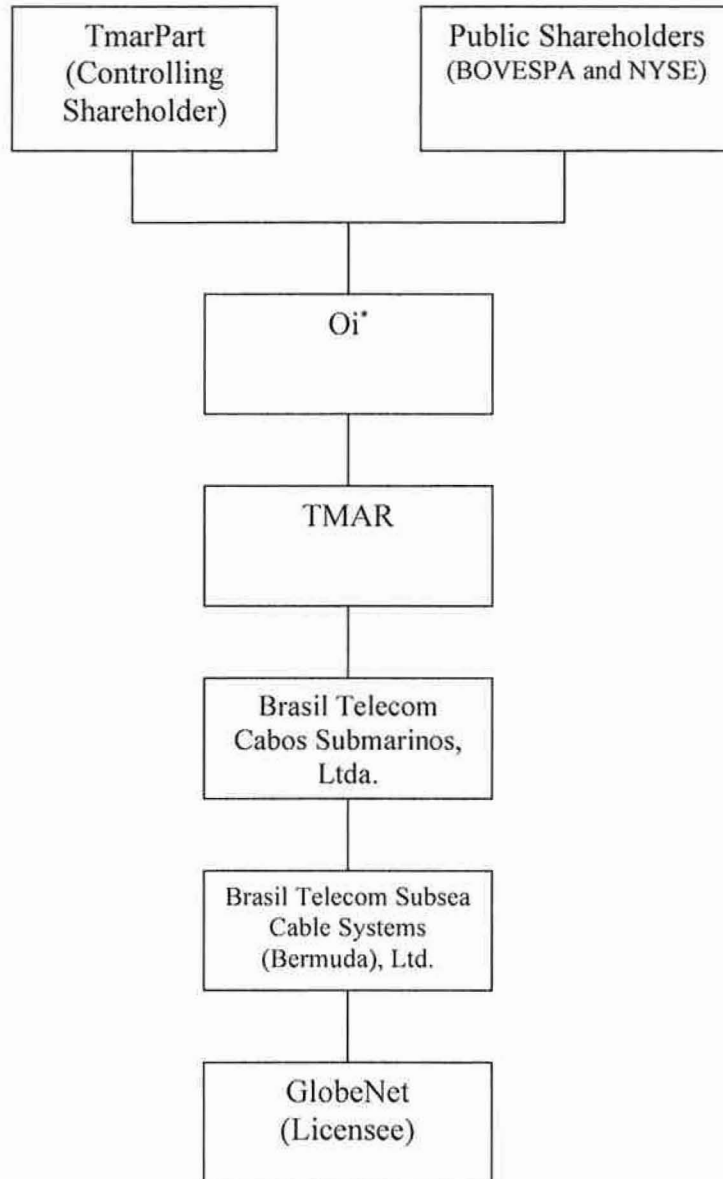 TmarPart
(Controlling
Shareholder)
Public Shareholders
(BOVESPA and NYSE)
Oi*
TMAR
Brasil Telecom
Cabos Submarinos,
Ltda.
Brasil Telecom Subsea
Cable Systems
(Bermuda), Ltd.
GlobeNet
(Licensee)